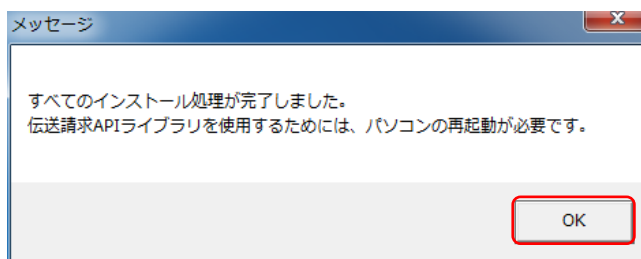 メッセージ
すべてのインストール処理が完了しました。
伝送請求APIライブラリを使用するためには、パソコンの再起動が必要です。
OK